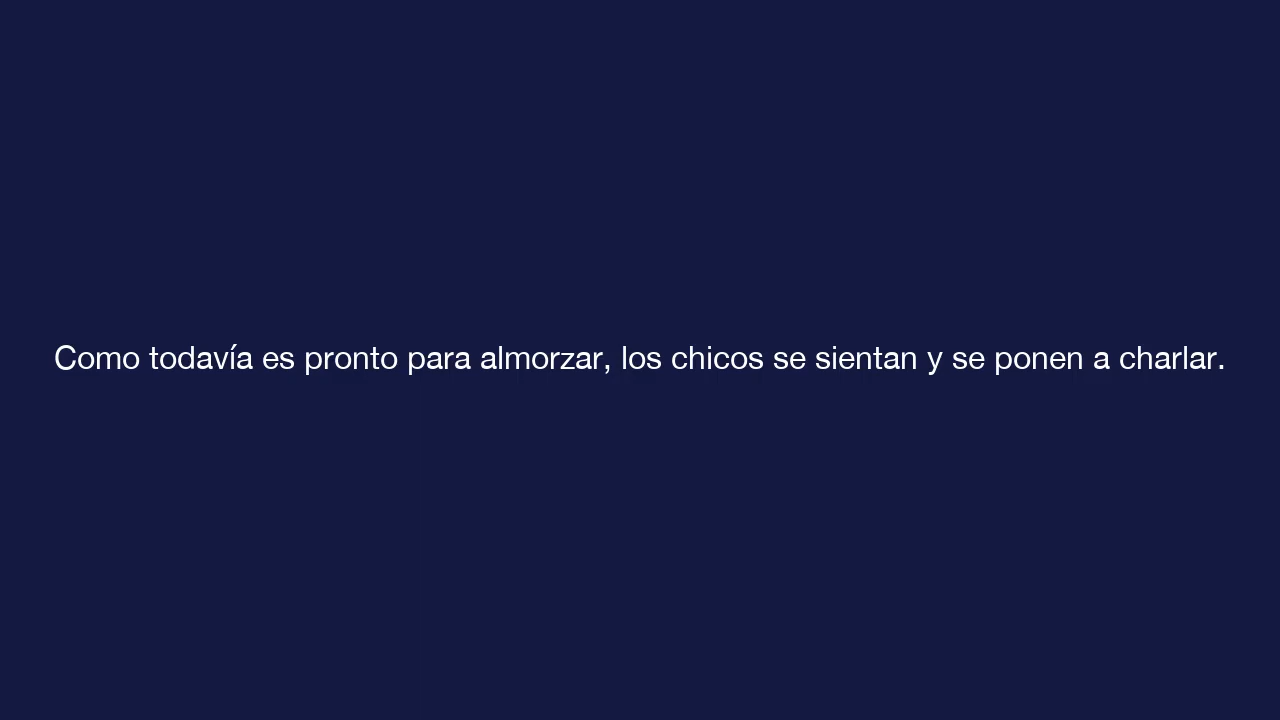 Como todavía es pronto para almorzar, los chicos se sientan y se ponen a charlar.